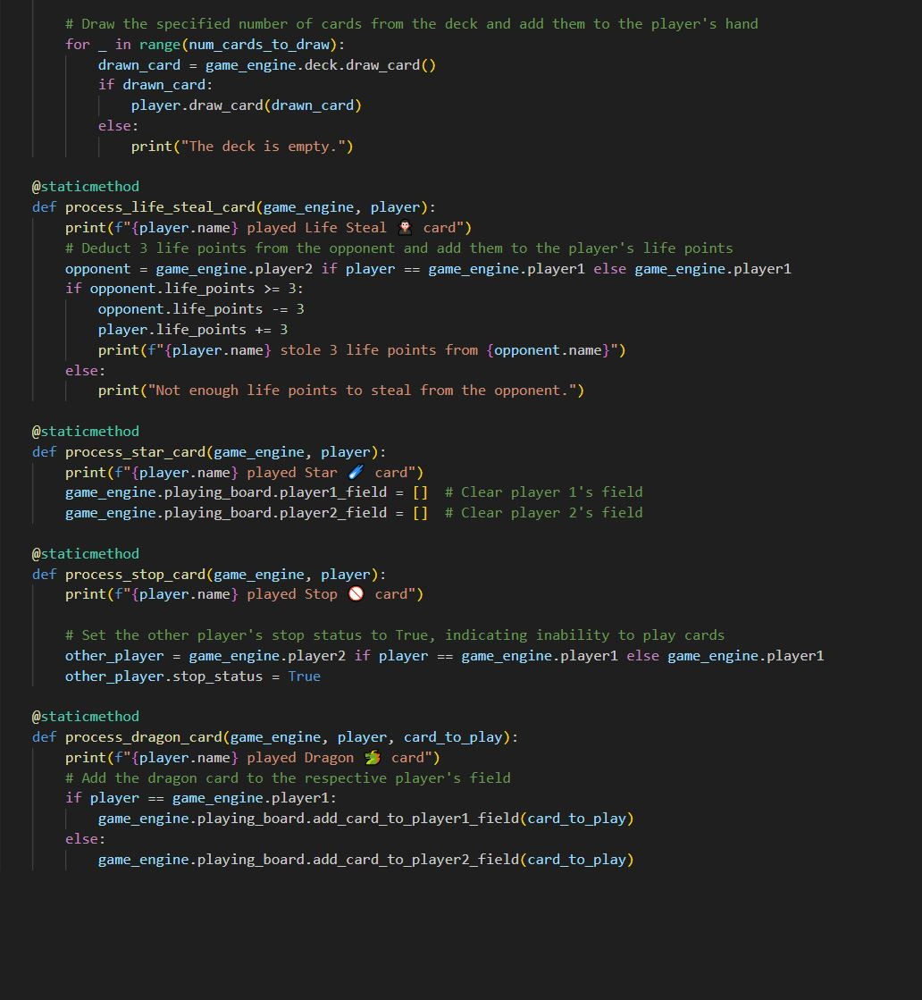 # Draw the specified number of cards from the deck and add them to the player's hand
for _ in range(num_cards_to_draw):
drawn_card = game_engine.deck.draw_card()
if drawn_card:
player.draw_card(drawn_card)
else:
print("The deck is empty.")
@staticmethod
def process_life_steal_card(game_engine, player):
print(f"{player.name} played Life Steal 🧛🏻 card")
# Deduct 3 life points from the opponent and add them to the player's life points
opponent = game_engine.player2 if player == game_engine.player1 else game_engine.player1
if opponent.life_points >= 3:
opponent.life_points -= 3
player.life_points += 3
print(f"{player.name} stole 3 life points from {opponent.name}")
else:
print("Not enough life points to steal from the opponent.")
@staticmethod
def process_star_card(game_engine, player):
print(f"{player.name} played Star ☄️ card")
game_engine.playing_board.player1_field = []  # Clear player 1's field
game_engine.playing_board.player2_field = []  # Clear player 2's field
@staticmethod
def process_stop_card(game_engine, player):
print(f"{player.name} played Stop 🚫 card")
# Set the other player's stop status to True, indicating inability to play cards
other_player = game_engine.player2 if player == game_engine.player1 else game_engine.player1
other_player.stop_status = True
@staticmethod
def process_dragon_card(game_engine, player, card_to_play):
print(f"{player.name} played Dragon 🐲 card")
# Add the dragon card to the respective player's field
if player == game_engine.player1:
game_engine.playing_board.add_card_to_player1_field(card_to_play)
else:
game_engine.playing_board.add_card_to_player2_field(card_to_play)